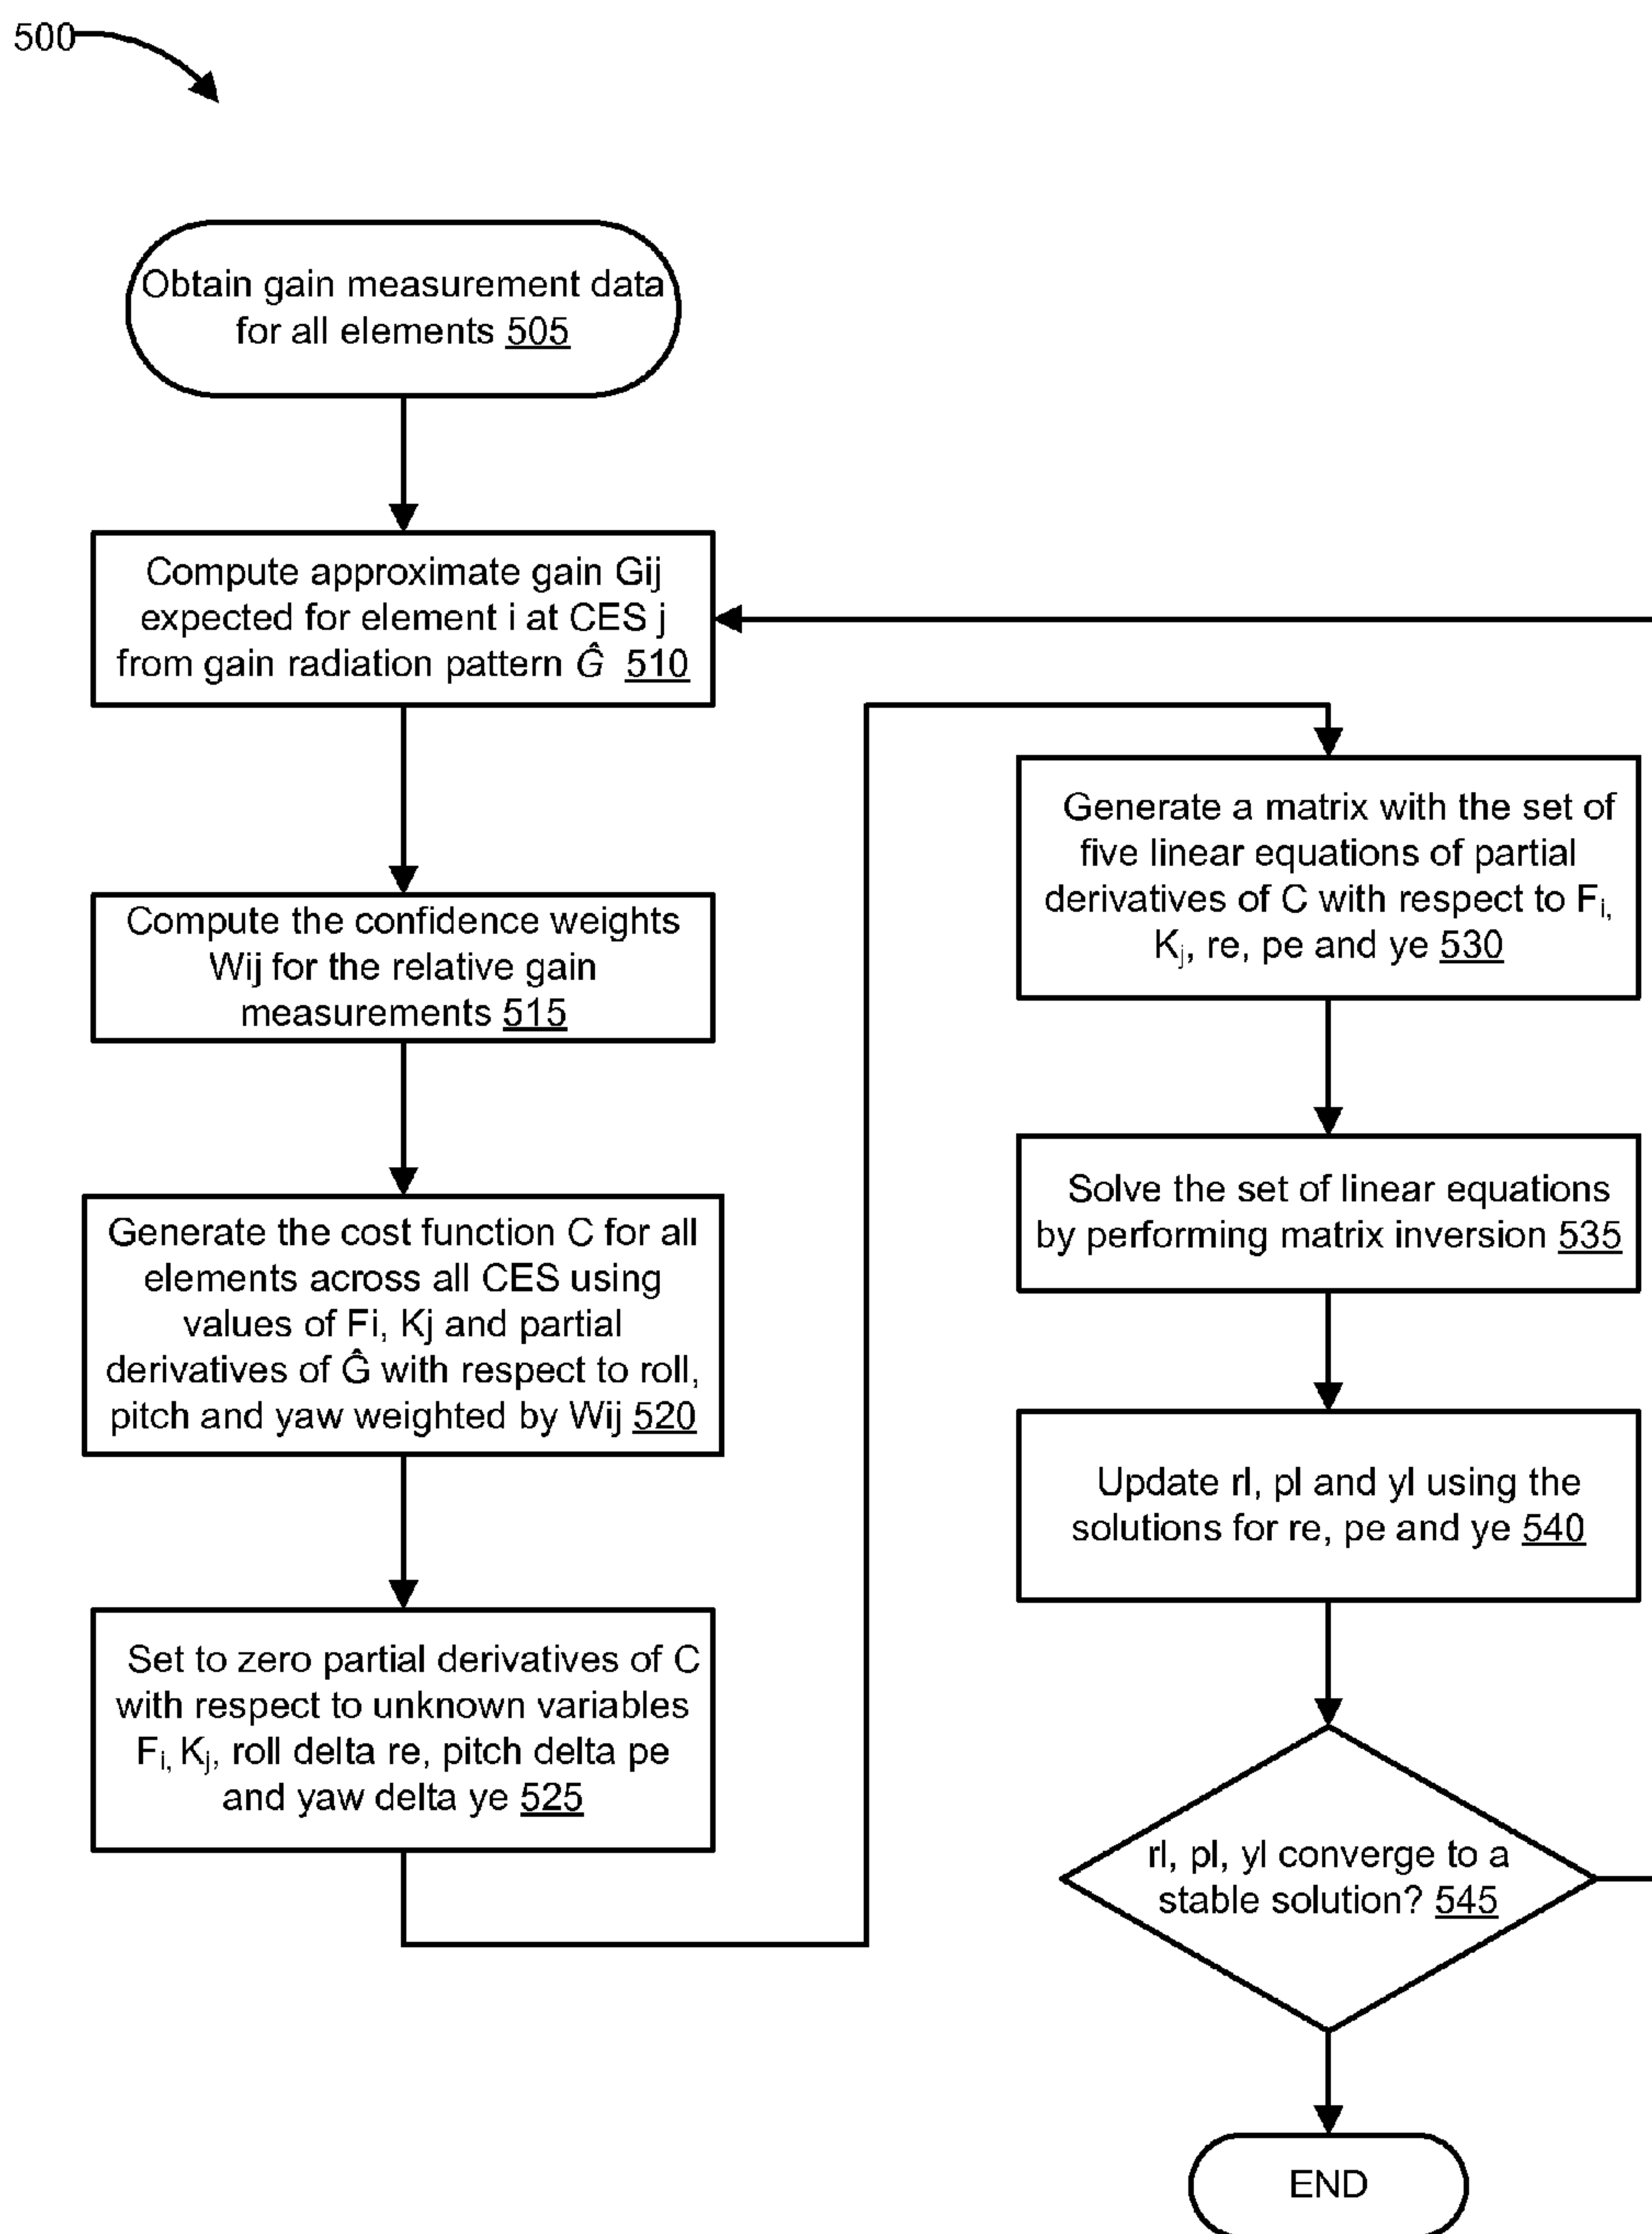 500
Obtain gain measurement data
for all elements 505
Compute approximate gain Gij
expected for element i at CES j
from gain radiation pattern Ĝ 510
Compute the confidence weights
Wij for the relative gain
measurements 515
Generate the cost function C for all
elements across all CES using
values of Fi, Kj and partial
derivatives of Ĝ with respect to roll,
pitch and yaw weighted by Wij 520
Set to zero partial derivatives of C
with respect to unknown variables
Fi, Kj, roll delta re, pitch delta pe
and yaw delta ye 525
Generate a matrix with the set of
five linear equations of partial
derivatives of C with respect to Fi,
Kj, re, pe and ye 530
Solve the set of linear equations
by performing matrix inversion 535
Update rl, pl and yl using the
solutions for re, pe and ye 540
rl, pl, yl converge to a
stable solution? 545
END